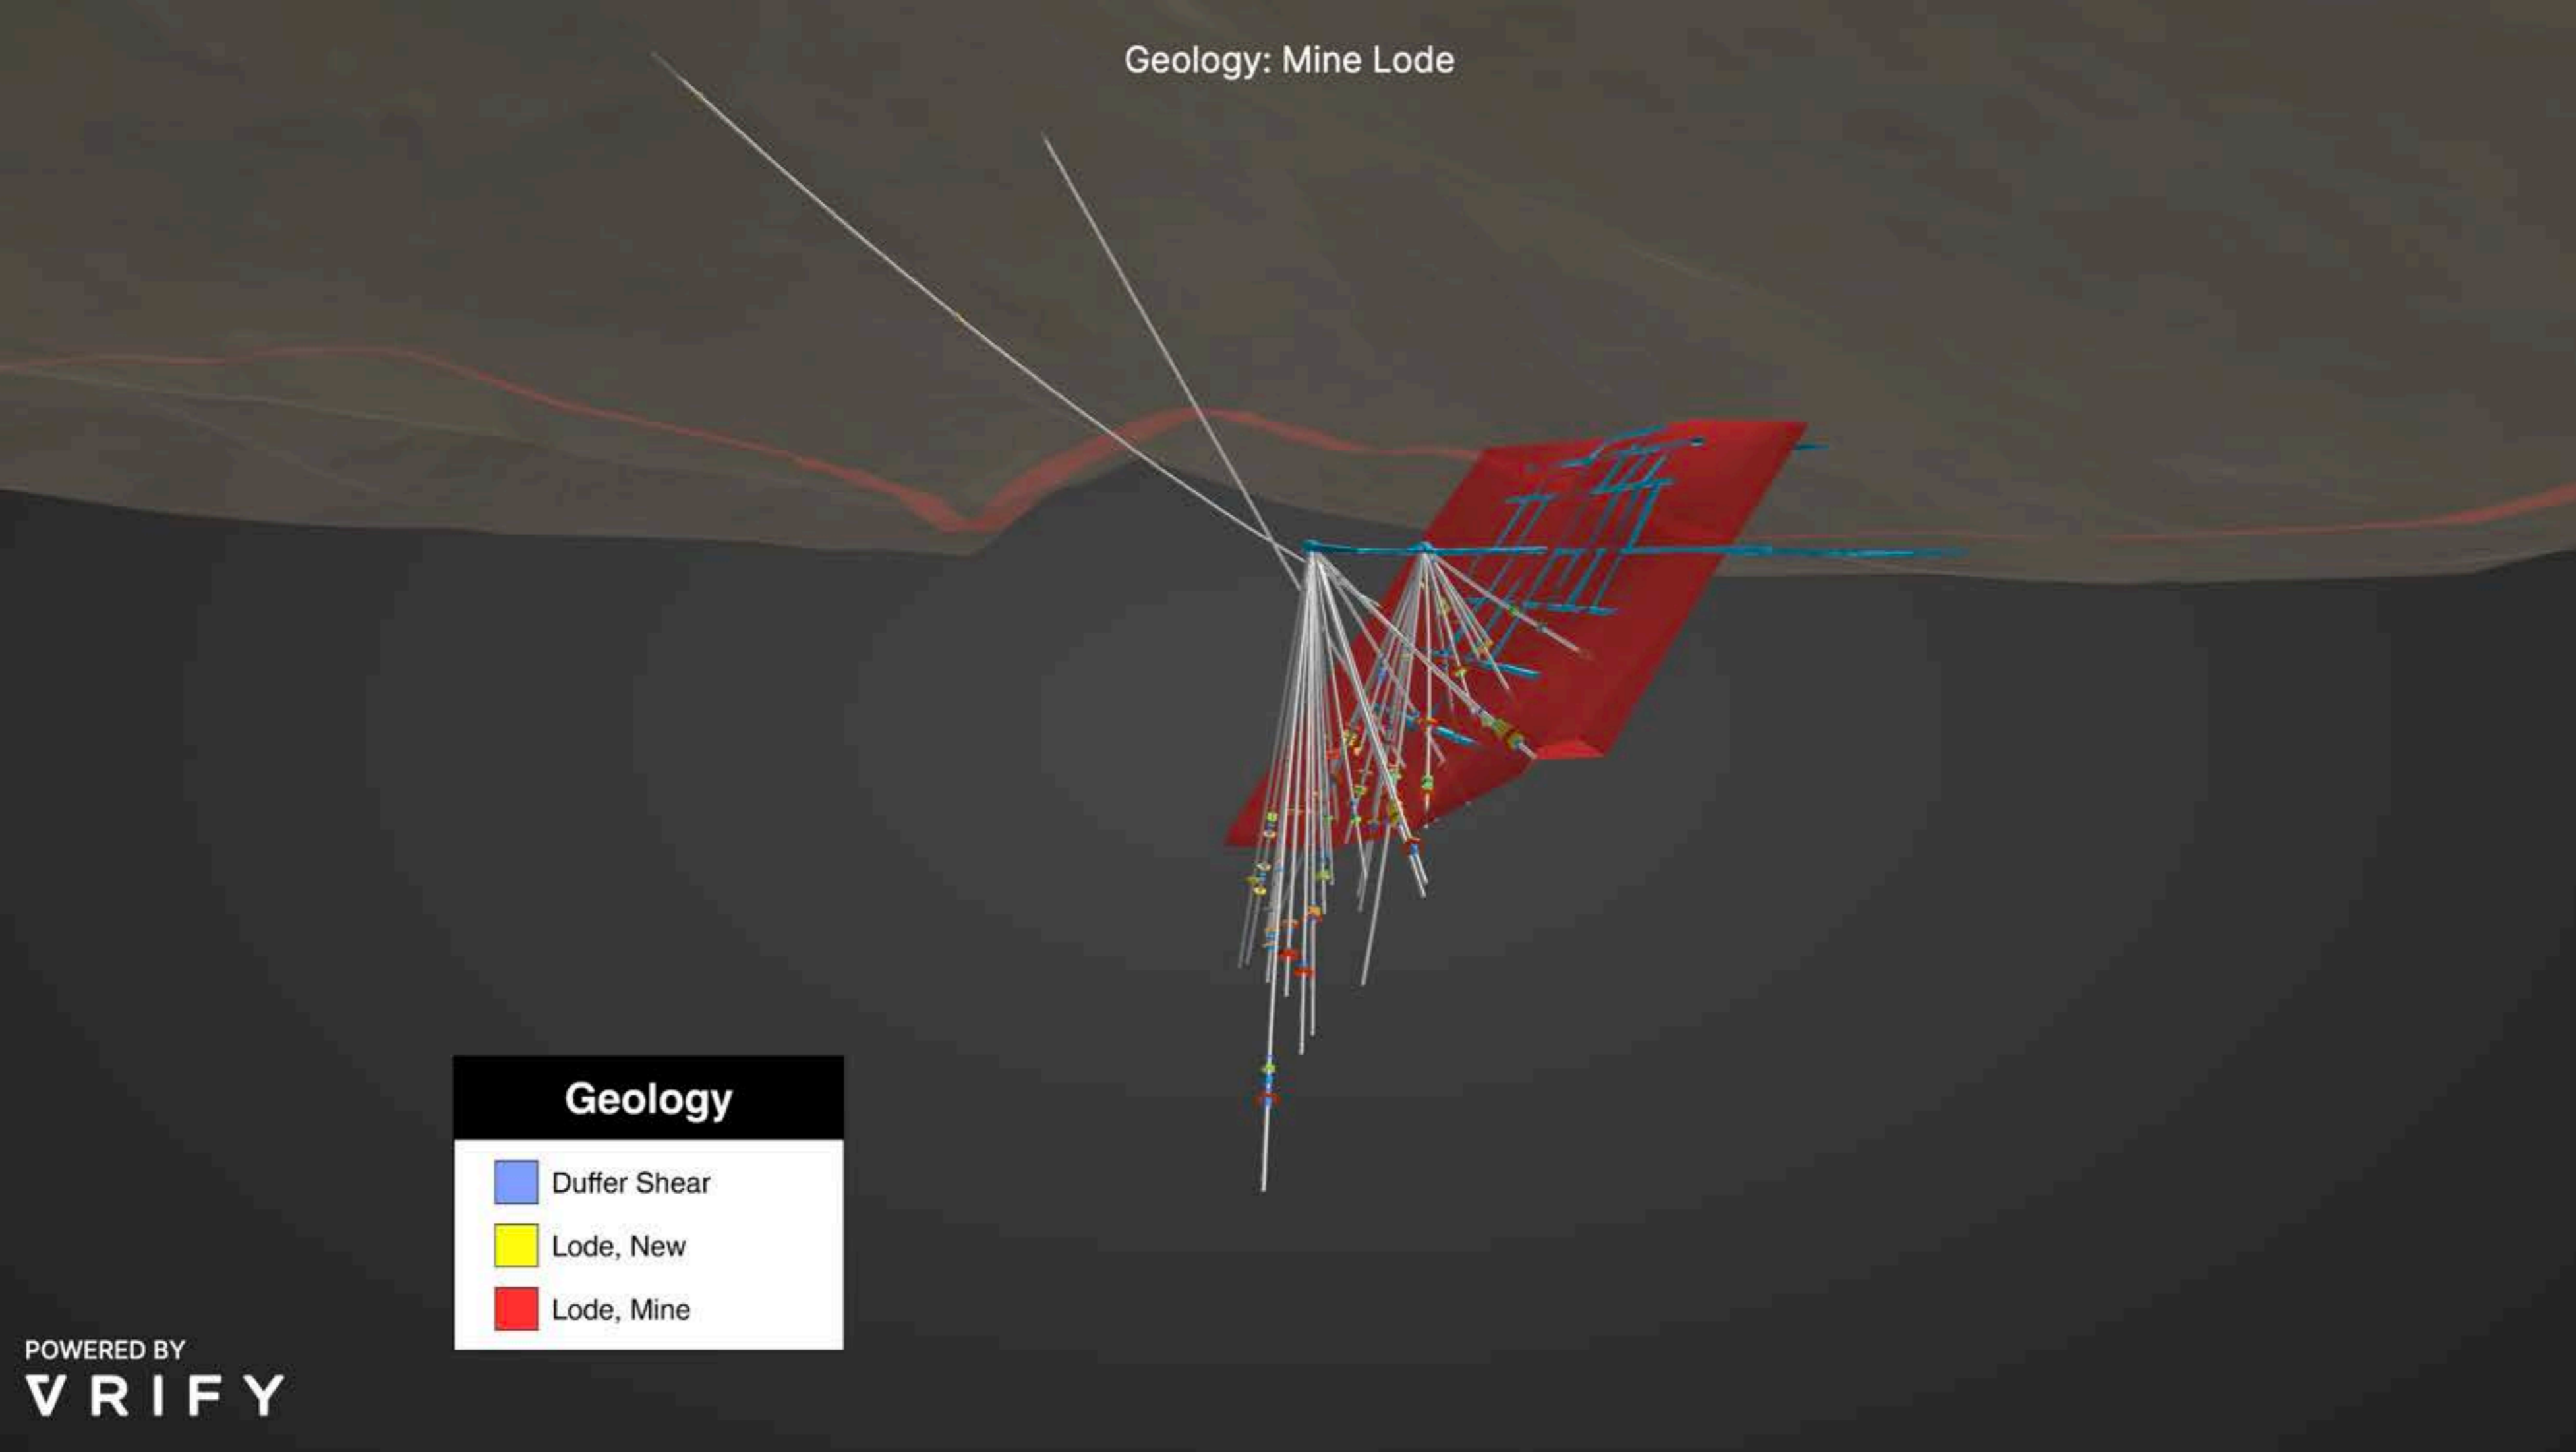 Geology: Mine Lode
Geology
Duffer Shear
Lode, New
Lode, Mine
POWERED BY
VRIFY